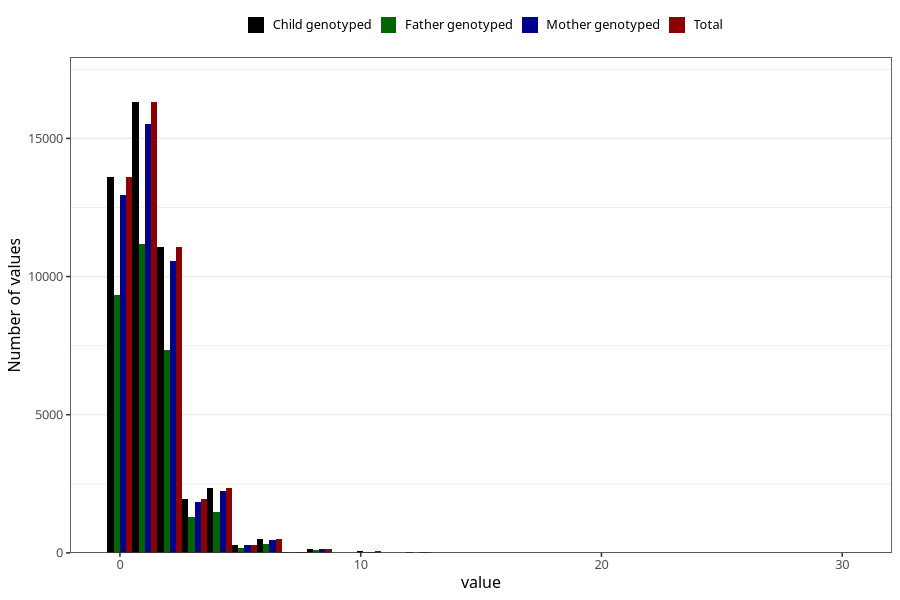 Child genotyped Father genotyped Mother genotyped Total
Number of values
15000
10000
5000
0
0 10 20 30
value